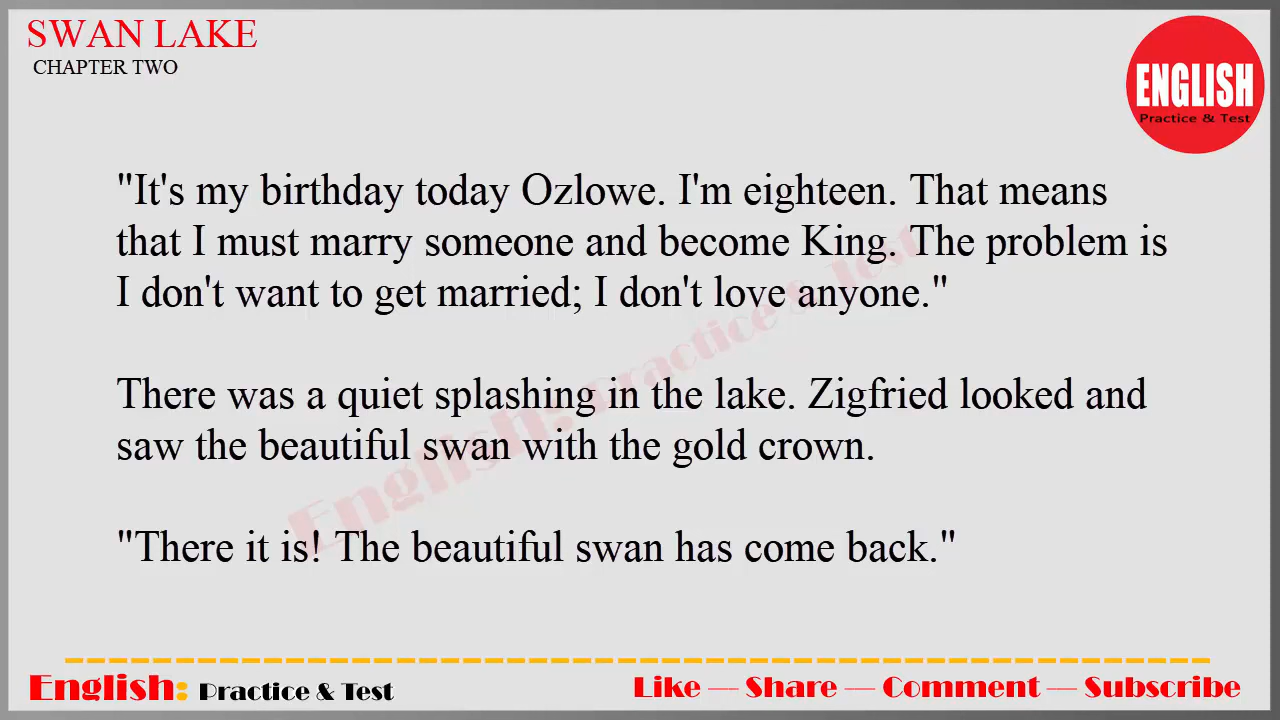 SWAN LAKE
CHAPTER TWO
ENGLISH
Practice & Test
"It's my birthday today Ozlowe. I'm eighteen. That means
that I must marry someone and become King. The problem is
I don't want to get married; I don't love anyone."
There was a quiet splashing in the lake. Zigfried looked and
saw the beautiful swan with the gold crown.
"There it is! The beautiful swan has come back."
English: Practice & Test
English: Practice & Test
Like — Share — Comment — Subscribe